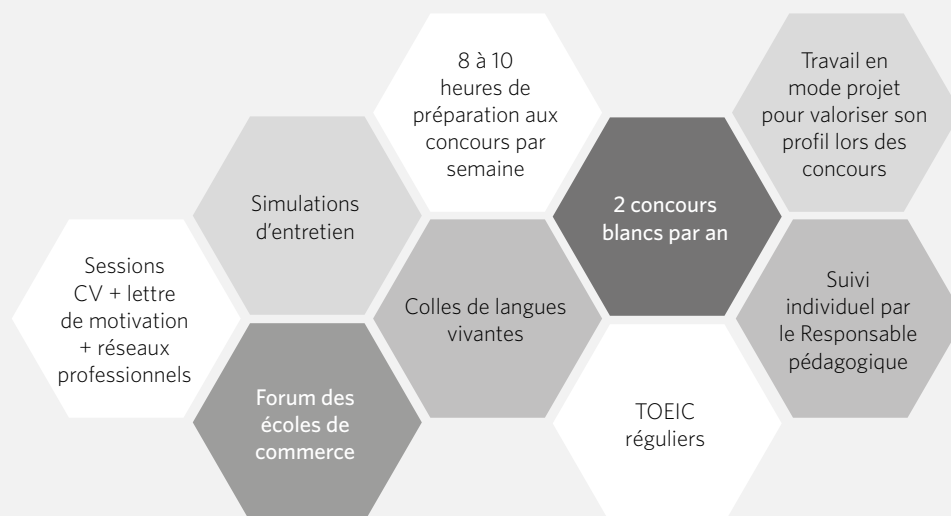 8 à 10
heures de
préparation aux
concours par
semaine
Travail en
mode projet
pour valoriser son
profil lors des
concours
Simulations
d’entretien
2 concours
blancs par an
Sessions
CV + lettre
de motivation
+ réseaux
professionnels
Colles de langues
vivantes
Suivi
individuel par
le Responsable
pédagogique
Forum des
écoles de
commerce
TOEIC
réguliers